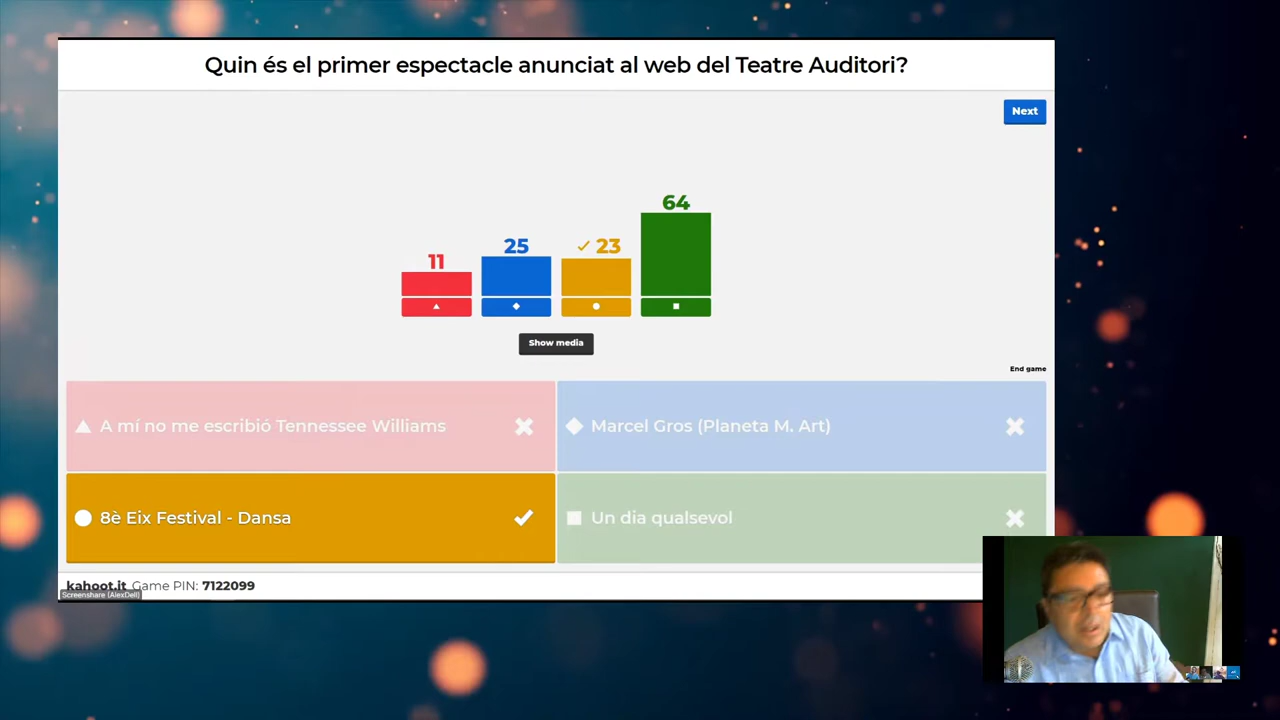 Quin és el primer espectacle anunciat al web del Teatre Auditori?
Next
11
25
23
64
Show media
End game
A mí no me escribió Tennessee Williams
Marcel Gros (Planeta M. Art)
8è Eix Festival - Dansa
Un dia qualsevol
kahoot.it Game PIN: 7122099
Screenshare (AlexDell)